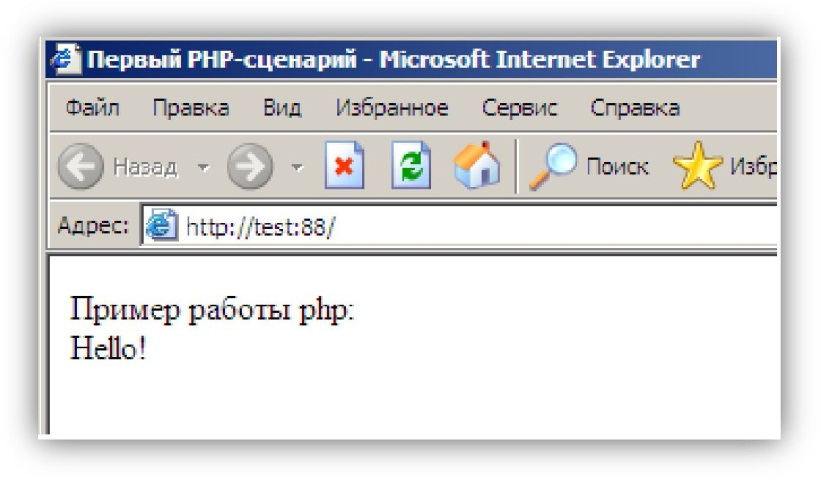 Первый PHP-сценарий - Microsoft Internet Explorer
Файл Правка Вид Избранное Сервис Справка
Назад Поиск Избр
Адрес: http://test:88/
Пример работы php:
Hello!